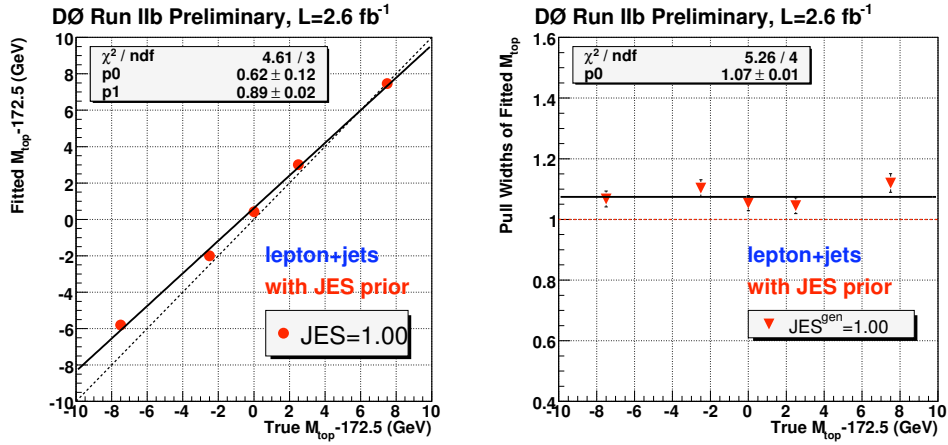 DØ Run IIb Preliminary, L=2.6 fb⁻¹
Fitted M_top-172.5 (GeV)
10
8
6
4
2
0
-2
-4
-6
-8
-10
χ² / ndf 4.61 / 3
p0 0.62 ± 0.12
p1 0.89 ± 0.02
lepton+jets
with JES prior
JES=1.00
-10 -8 -6 -4 -2 0 2 4 6 8 10
True M_top-172.5 (GeV)
DØ Run IIb Preliminary, L=2.6 fb⁻¹
Pull Widths of Fitted M_top
1.6
1.4
1.2
1
0.8
0.6
0.4
χ² / ndf 5.26 / 4
p0 1.07 ± 0.01
lepton+jets
with JES prior
JES^gen=1.00
-10 -8 -6 -4 -2 0 2 4 6 8 10
True M_top-172.5 (GeV)